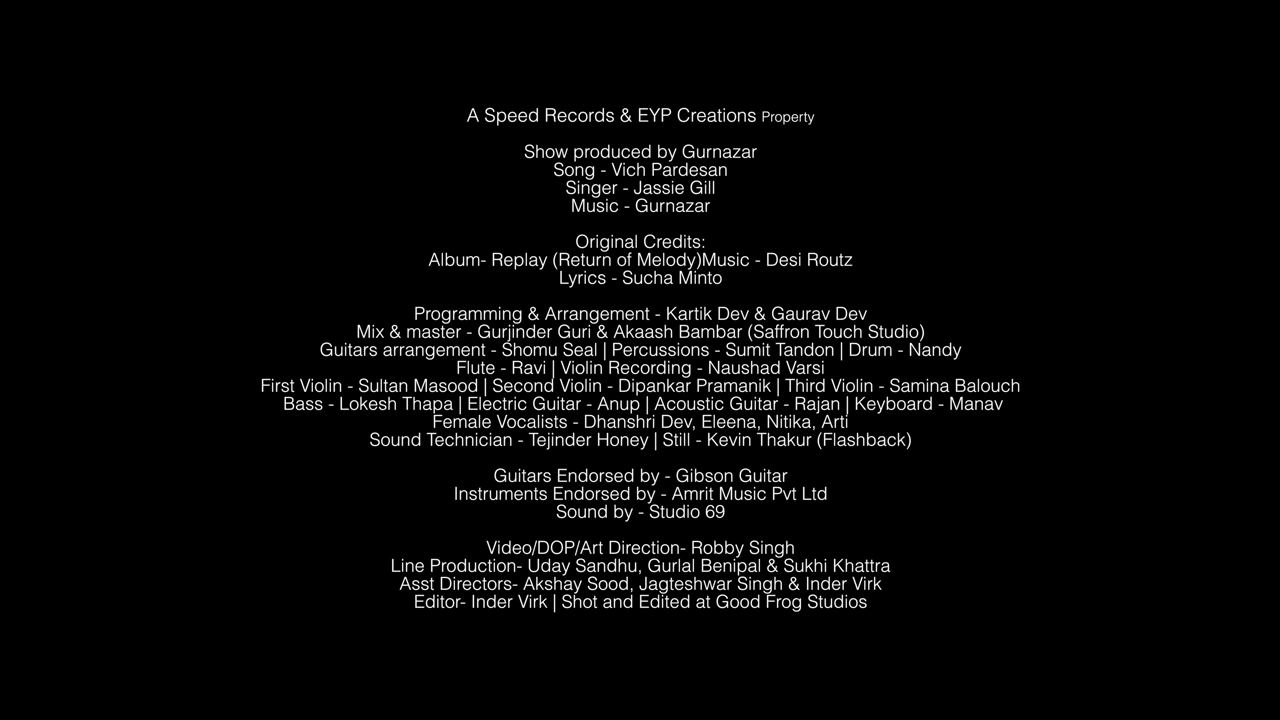 A Speed Records & EYP Creations Property
Show produced by Gurnazar
Song - Vich Pardesan
Singer - Jassie Gill
Music - Gurnazar
Original Credits:
Album- Replay (Return of Melody)Music - Desi Routz
Lyrics - Sucha Minto
Programming & Arrangement - Kartik Dev & Gaurav Dev
Mix & master - Gurjinder Guri & Akaash Bambar (Saffron Touch Studio)
Guitars arrangement - Shomu Seal | Percussions - Sumit Tandon | Drum - Nandy
Flute - Ravi | Violin Recording - Naushad Varsi
First Violin - Sultan Masood | Second Violin - Dipankar Pramanik | Third Violin - Samina Balouch
Bass - Lokesh Thapa | Electric Guitar - Anup | Acoustic Guitar - Rajan | Keyboard - Manav
Female Vocalists - Dhanshri Dev, Eleena, Nitika, Arti
Sound Technician - Tejinder Honey | Still - Kevin Thakur (Flashback)
Guitars Endorsed by - Gibson Guitar
Instruments Endorsed by - Amrit Music Pvt Ltd
Sound by - Studio 69
Video/DOP/Art Direction- Robby Singh
Line Production- Uday Sandhu, Gurlal Benipal & Sukhi Khattra
Asst Directors- Akshay Sood, Jagteshwar Singh & Inder Virk
Editor- Inder Virk | Shot and Edited at Good Frog Studios